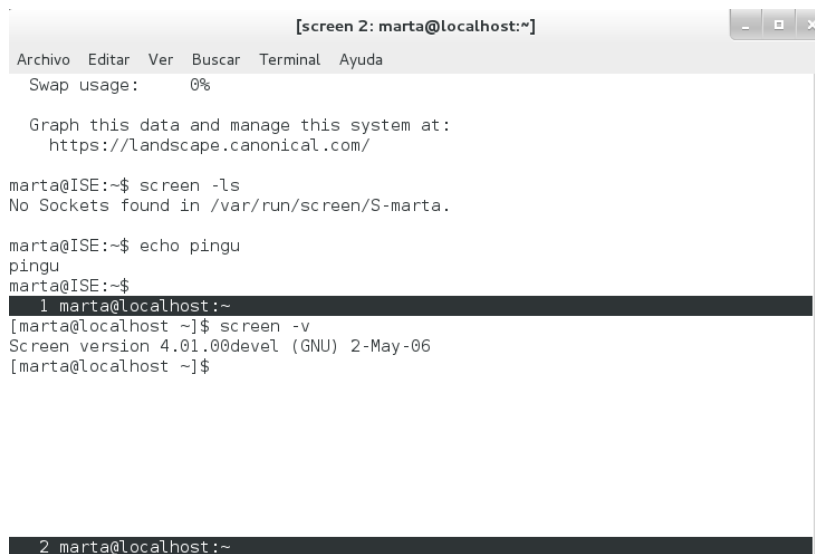 [screen 2: marta@localhost:~]
Archivo Editar Ver Buscar Terminal Ayuda
Swap usage: 0%
Graph this data and manage this system at:
https://landscape.canonical.com/
marta@ISE:~$ screen -ls
No Sockets found in /var/run/screen/S-marta.
marta@ISE:~$ echo pingu
pingu
marta@ISE:~$
1 marta@localhost:~
[marta@localhost ~]$ screen -v
Screen version 4.01.00devel (GNU) 2-May-06
[marta@localhost ~]$
2 marta@localhost:~